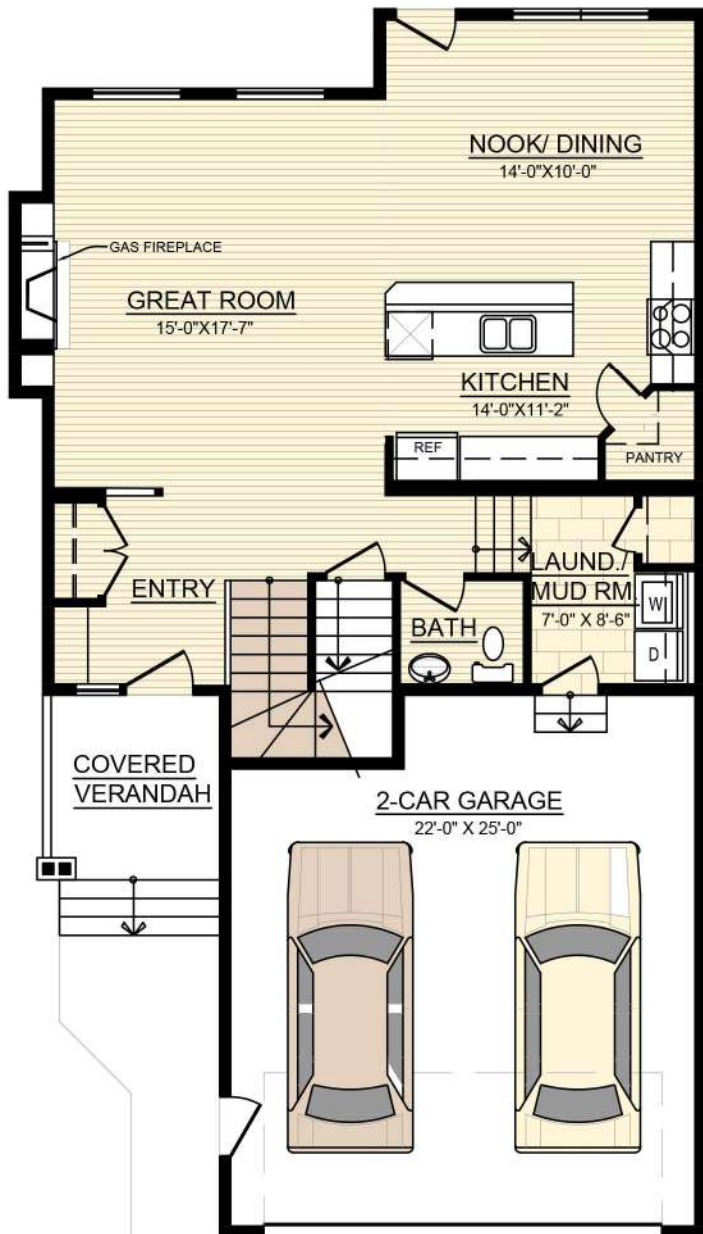 NOOK/ DINING
14'-0"X10'-0"
GAS FIREPLACE
GREAT ROOM
15'-0"X17'-7"
KITCHEN
14'-0"X11'-2"
REF
PANTRY
ENTRY
LAUND./
MUD RM.
7'-0" X 8'-6"
W
D
BATH
COVERED
VERANDAH
2-CAR GARAGE
22'-0" X 25'-0"